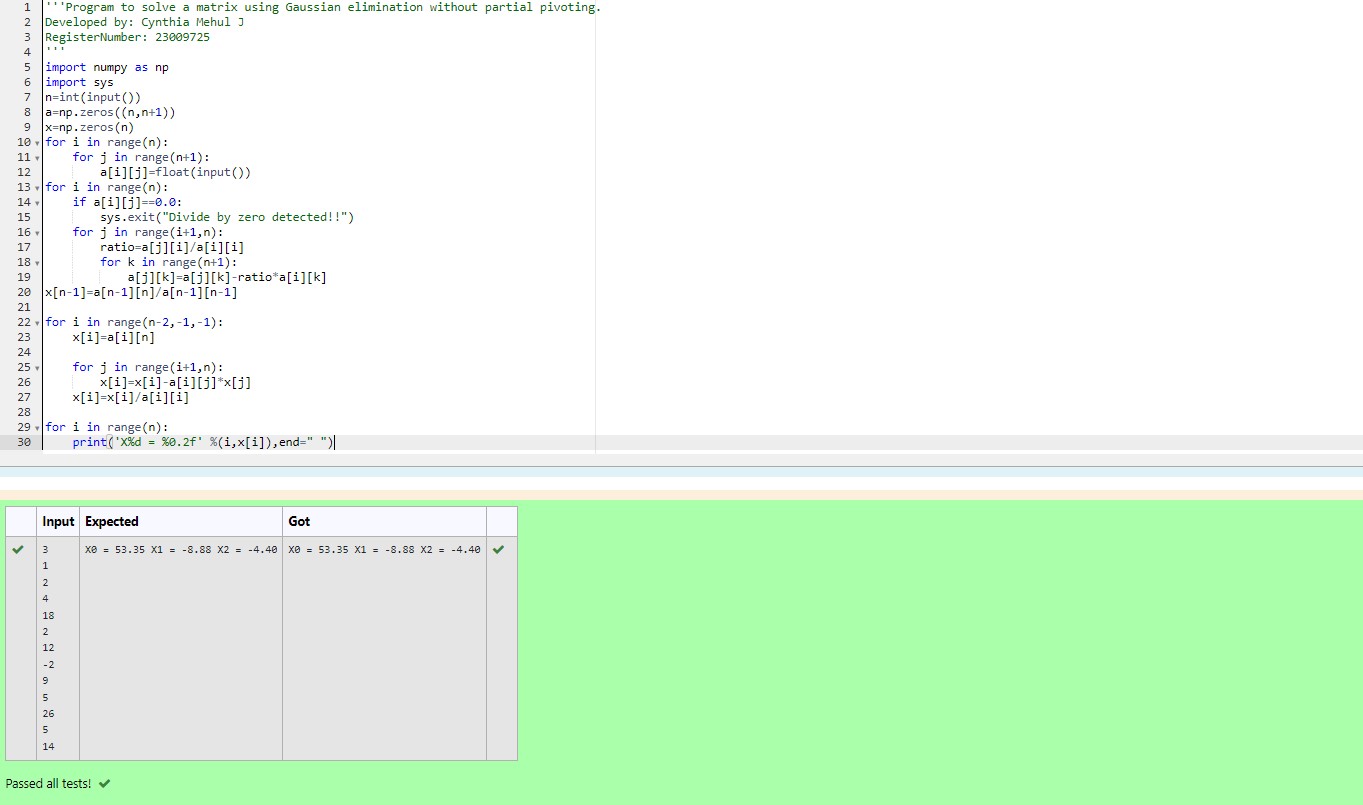 1 '''Program to solve a matrix using Gaussian elimination without partial pivoting.
2 Developed by: Cynthia Mehul J
3 RegisterNumber: 23009725
4 '''
5 import numpy as np
6 import sys
7 n=int(input())
8 a=np.zeros((n,n+1))
9 x=np.zeros(n)
10 for i in range(n):
11     for j in range(n+1):
12         a[i][j]=float(input())
13 for i in range(n):
14     if a[i][j]==0.0:
15         sys.exit("Divide by zero detected!!")
16     for j in range(i+1,n):
17         ratio=a[j][i]/a[i][i]
18         for k in range(n+1):
19             a[j][k]=a[j][k]-ratio*a[i][k]
20 x[n-1]=a[n-1][n]/a[n-1][n-1]
21
22 for i in range(n-2,-1,-1):
23     x[i]=a[i][n]
24
25     for j in range(i+1,n):
26         x[i]=x[i]-a[i][j]*x[j]
27     x[i]=x[i]/a[i][i]
28
29 for i in range(n):
30     print('X%d = %0.2f' %(i,x[i]),end=" ")
Input Expected Got
3 X0 = 53.35 X1 = -8.88 X2 = -4.40 X0 = 53.35 X1 = -8.88 X2 = -4.40
1
2
4
18
2
12
-2
9
5
26
5
14
Passed all tests!